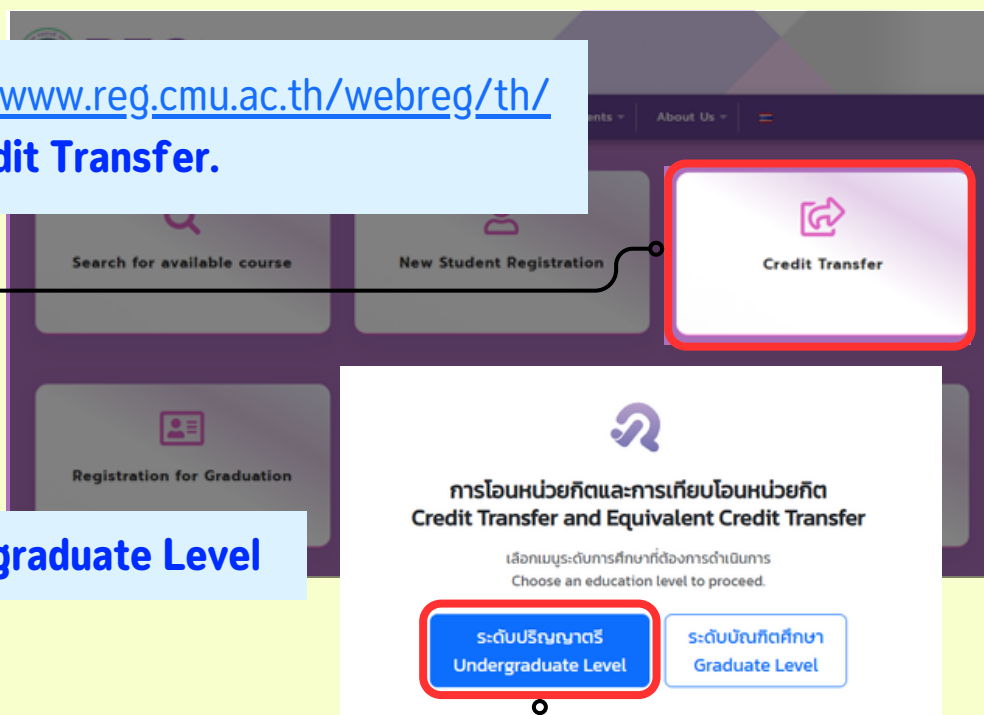 www.reg.cmu.ac.th/webreg/th/
dit Transfer.
ents
About Us
Search for available course
New Student Registration
Credit Transfer
Registration for Graduation
graduate Level
การโอนหน่วยกิตและการเทียบโอนหน่วยกิต
Credit Transfer and Equivalent Credit Transfer
เลือกเมนูระดับการศึกษาที่ต้องการดำเนินการ
Choose an education level to proceed.
ระดับปริญญาตรี
Undergraduate Level
ระดับบัณฑิตศึกษา
Graduate Level